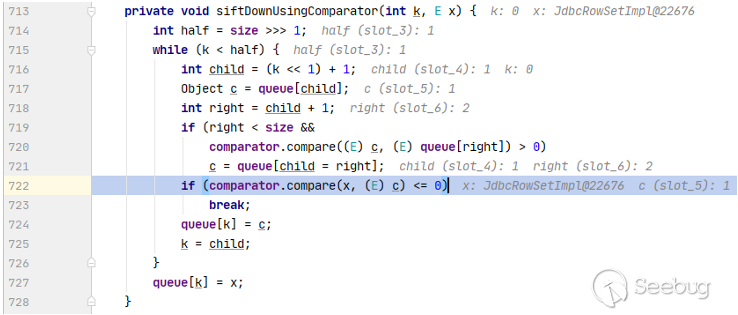 713 private void siftDownUsingComparator(int k, E x) { k: 0 x: JdbcRowSetImpl@22676
714 int half = size >>> 1; half (slot_3): 1
715 while (k < half) { half (slot_3): 1
716 int child = (k << 1) + 1; child (slot_4): 1 k: 0
717 Object c = queue[child]; c (slot_5): 1
718 int right = child + 1; right (slot_6): 2
719 if (right < size &&
720 comparator.compare((E) c, (E) queue[right]) > 0)
721 c = queue[child = right]; child (slot_4): 1 right (slot_6): 2
722 if (comparator.compare(x, (E) c) <= 0) x: JdbcRowSetImpl@22676 c (slot_5): 1
723 break;
724 queue[k] = c;
725 k = child;
726 }
727 queue[k] = x;
728 }
Seebug